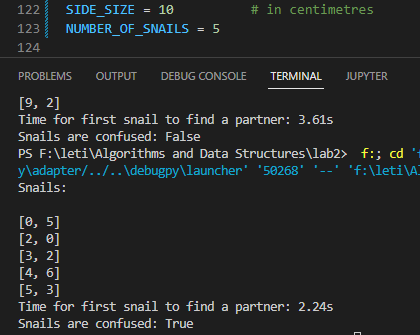 122 SIDE_SIZE = 10 # in centimetres
123 NUMBER_OF_SNAILS = 5
124
PROBLEMS OUTPUT DEBUG CONSOLE TERMINAL JUPYTER
[9, 2]
Time for first snail to find a partner: 3.61s
Snails are confused: False
PS F:\leti\Algorithms and Data Structures\lab2> f:; cd '
y\adapter/../..\debugpy\launcher' '50268' '--' 'f:\leti\Al
Snails:
[0, 5]
[2, 0]
[3, 2]
[4, 6]
[5, 3]
Time for first snail to find a partner: 2.24s
Snails are confused: True